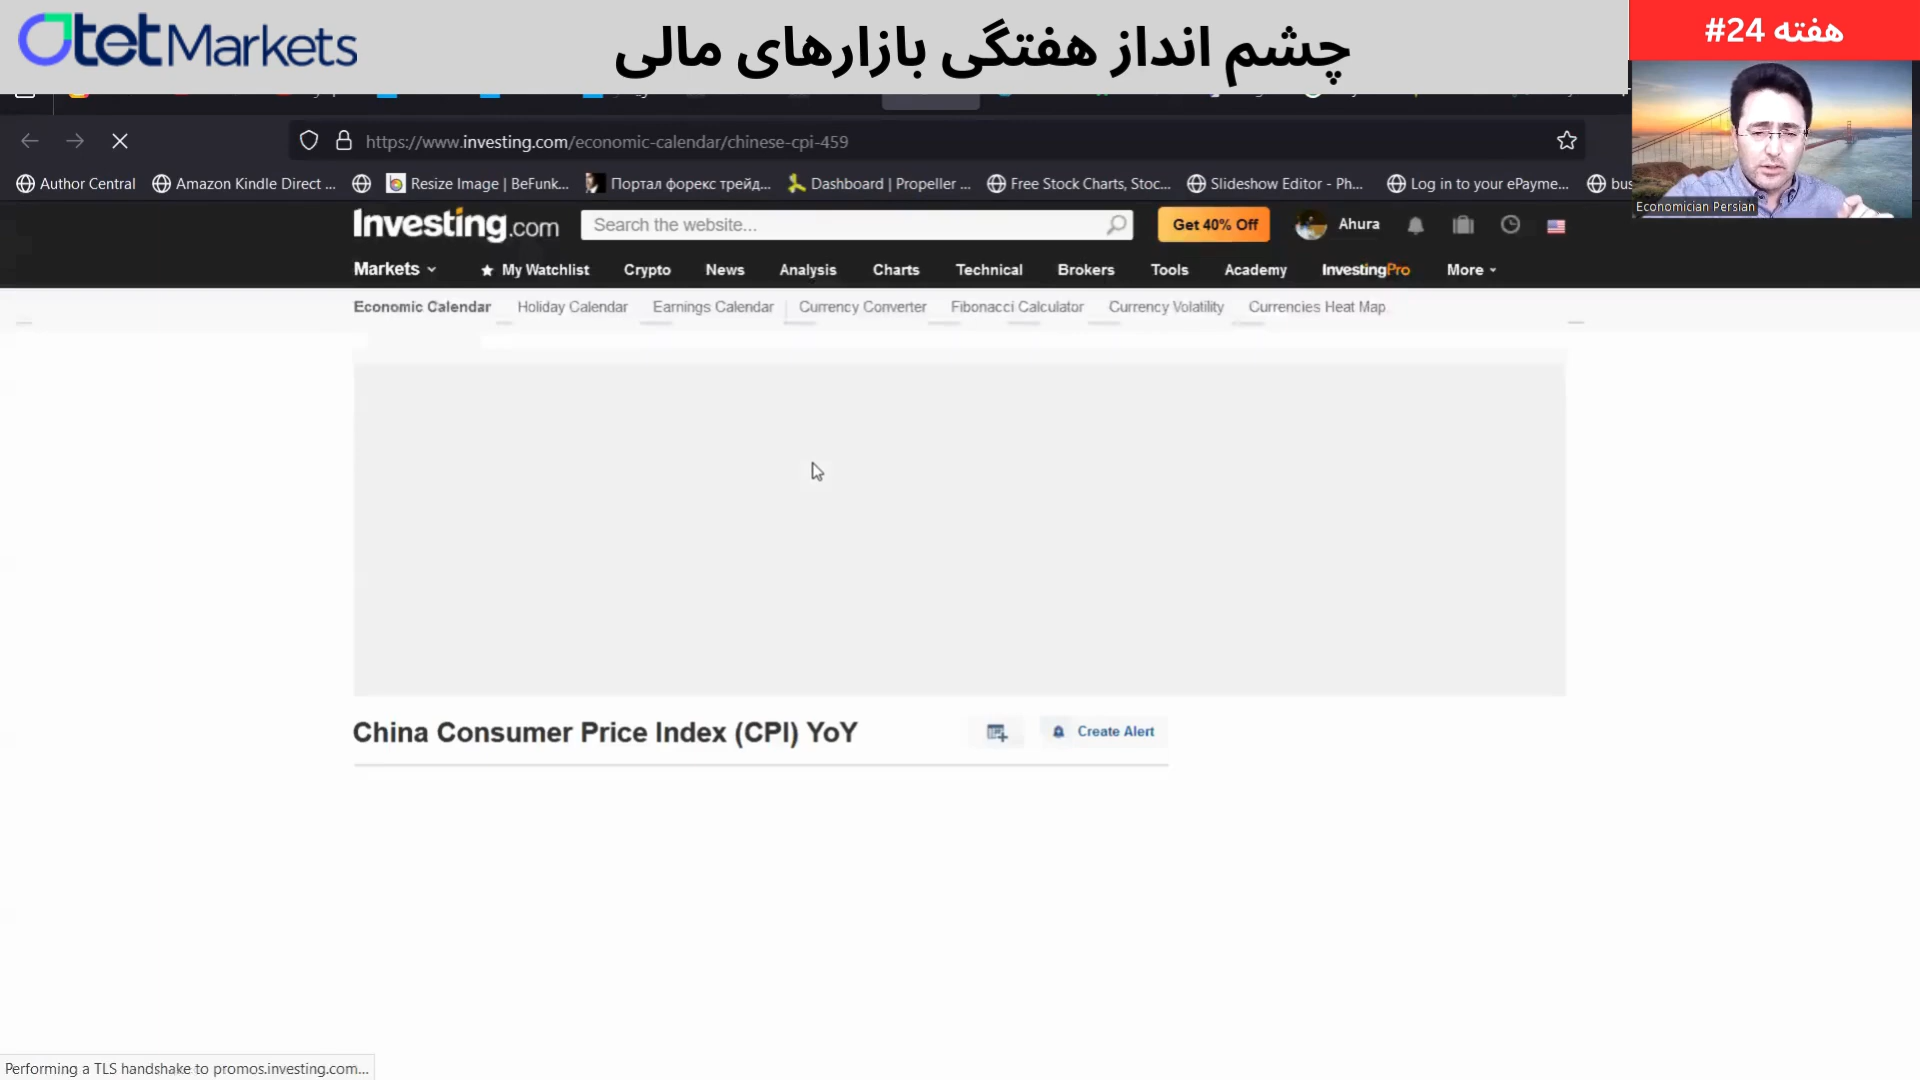 Otet Markets
چشم انداز هفتگی بازارهای مالی
هفته 24#
https://www.investing.com/economic-calendar/chinese-cpi-459
Author Central
Amazon Kindle Direct ...
Resize Image | BeFunk...
Портал форекс трейд...
Dashboard | Propeller ...
Free Stock Charts, Stoc...
Slideshow Editor - Ph...
Log in to your ePayme...
bus
Economician Persian
Investing.com
Search the website...
Get 40% Off
Ahura
Markets
My Watchlist
Crypto
News
Analysis
Charts
Technical
Brokers
Tools
Academy
InvestingPro
More
Economic Calendar
Holiday Calendar
Earnings Calendar
Currency Converter
Fibonacci Calculator
Currency Volatility
Currencies Heat Map
China Consumer Price Index (CPI) YoY
Create Alert
Performing a TLS handshake to promos.investing.com...